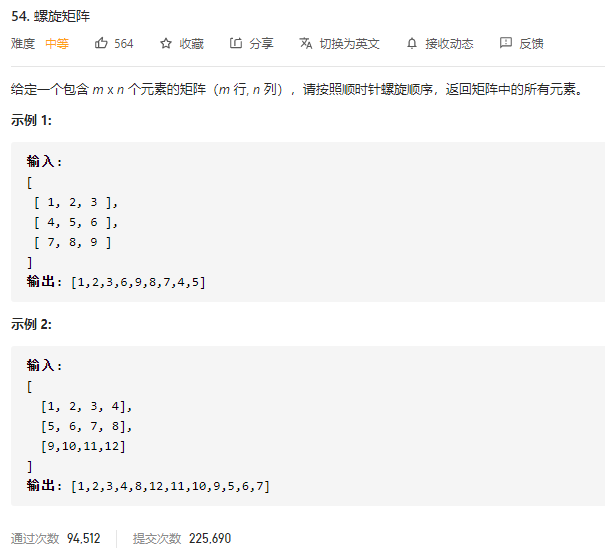 54. 螺旋矩阵
难度 中等 564 收藏 分享 切换为英文 接收动态 反馈
给定一个包含 m x n 个元素的矩阵（m 行, n 列），请按照顺时针螺旋顺序，返回矩阵中的所有元素。
示例 1:
输入:
[
[ 1, 2, 3 ],
[ 4, 5, 6 ],
[ 7, 8, 9 ]
]
输出: [1,2,3,6,9,8,7,4,5]
示例 2:
输入:
[
[1, 2, 3, 4],
[5, 6, 7, 8],
[9,10,11,12]
]
输出: [1,2,3,4,8,12,11,10,9,5,6,7]
通过次数 94,512 提交次数 225,690